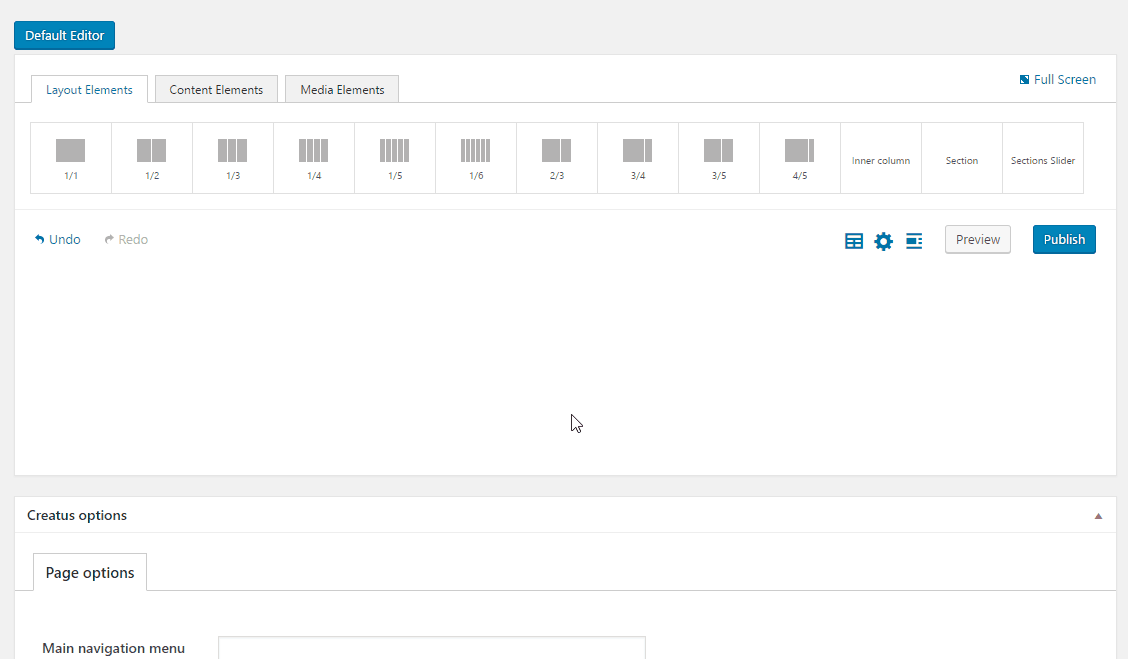 Default Editor
Layout Elements Content Elements Media Elements Full Screen
1/1 1/2 1/3 1/4 1/5 1/6 2/3 3/4 3/5 4/5 Inner column Section Sections Slider
Undo Redo Preview Publish
Creatus options
Page options
Main navigation menu